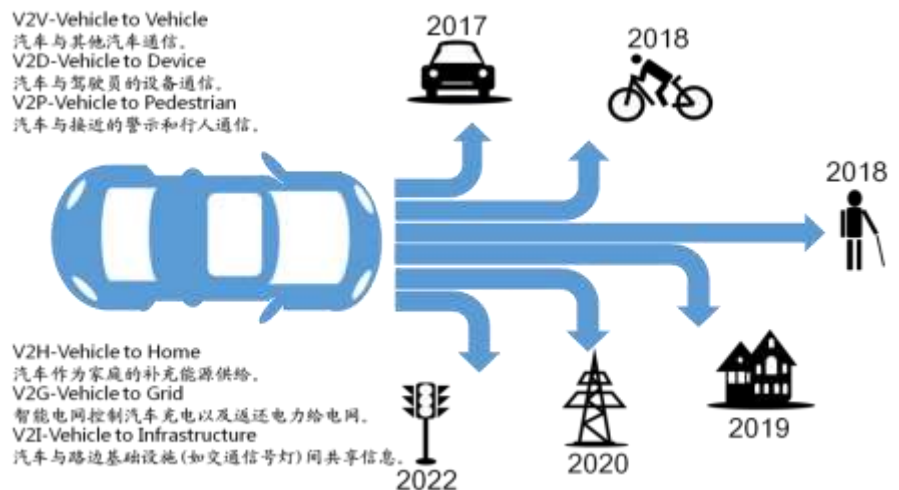 V2V-Vehicle to Vehicle
汽车与其他汽车通信。
V2D-Vehicle to Device
汽车与驾驶员的设备通信。
V2P-Vehicle to Pedestrian
汽车与接近的警示和行人通信。
2017
2018
2018
V2H-Vehicle to Home
汽车作为家庭的补充能源供给。
V2G-Vehicle to Grid
智能电网控制汽车充电以及返还电力给电网。
V2I-Vehicle to Infrastructure
汽车与路边基础设施(如交通信号灯)间共享信息。
2022
2020
2019